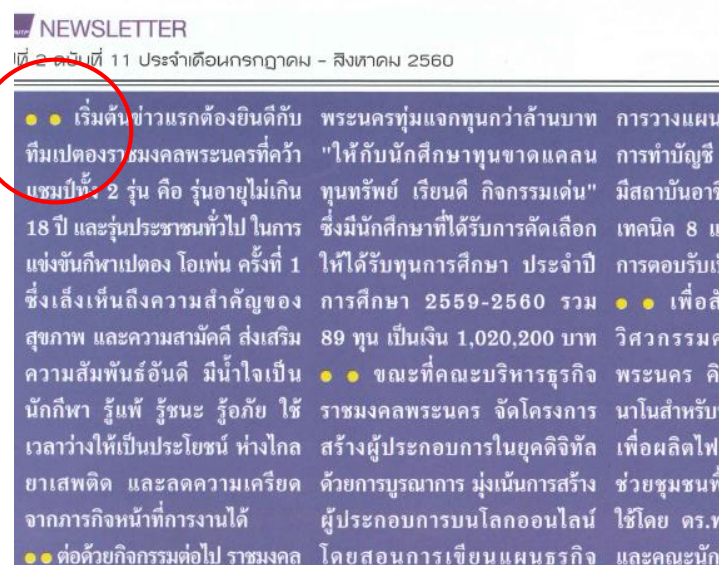 NEWSLETTER
ที่ 2 ฉบับที่ 11 ประจำเดือนกรกฎาคม - สิงหาคม 2560
เริ่มต้นข่าวแรกต้องยินดีกับ
ทีมเปตองราชมงคลพระนครที่คว้า
แชมป์ทั้ง 2 รุ่น คือ รุ่นอายุไม่เกิน
18 ปี และรุ่นประชาชนทั่วไป ในการ
แข่งขันกีฬาเปตอง โอเพ่น ครั้งที่ 1
ซึ่งเล็งเห็นถึงความสำคัญของ
สุขภาพ และความสามัคคี ส่งเสริม
ความสัมพันธ์อันดี มีน้ำใจเป็น
นักกีฬา รู้แพ้ รู้ชนะ รู้อภัย ใช้
เวลาว่างให้เป็นประโยชน์ ห่างไกล
ยาเสพติด และลดความเครียด
จากภารกิจหน้าที่การงานได้
ต่อด้วยกิจกรรมต่อไป ราชมงคล
พระนครทุ่มแจกทุนกว่าล้านบาท
"ให้กับนักศึกษาทุนขาดแคลน
ทุนทรัพย์ เรียนดี กิจกรรมเด่น"
ซึ่งมีนักศึกษาที่ได้รับการคัดเลือก
ให้ได้รับทุนการศึกษา ประจำปี
การศึกษา 2559-2560 รวม
89 ทุน เป็นเงิน 1,020,200 บาท
ขณะที่คณะบริหารธุรกิจ
ราชมงคลพระนคร จัดโครงการ
สร้างผู้ประกอบการในยุคดิจิทัล
ด้วยการบูรณาการ มุ่งเน้นการสร้าง
ผู้ประกอบการบนโลกออนไลน์
โดยสอนการเขียนแผนธุรกิจ
การวางแผน
การทำบัญชี
มีสถาบันอาชี
เทคนิค 8 แ
การตอบรับเ
เพื่อส
วิศวกรรมค
พระนคร คิ
นาโนสำหรับ
เพื่อผลิตไฟ
ช่วยชุมชนที่
ใช้โดย ดร.พ
และคณะนัก